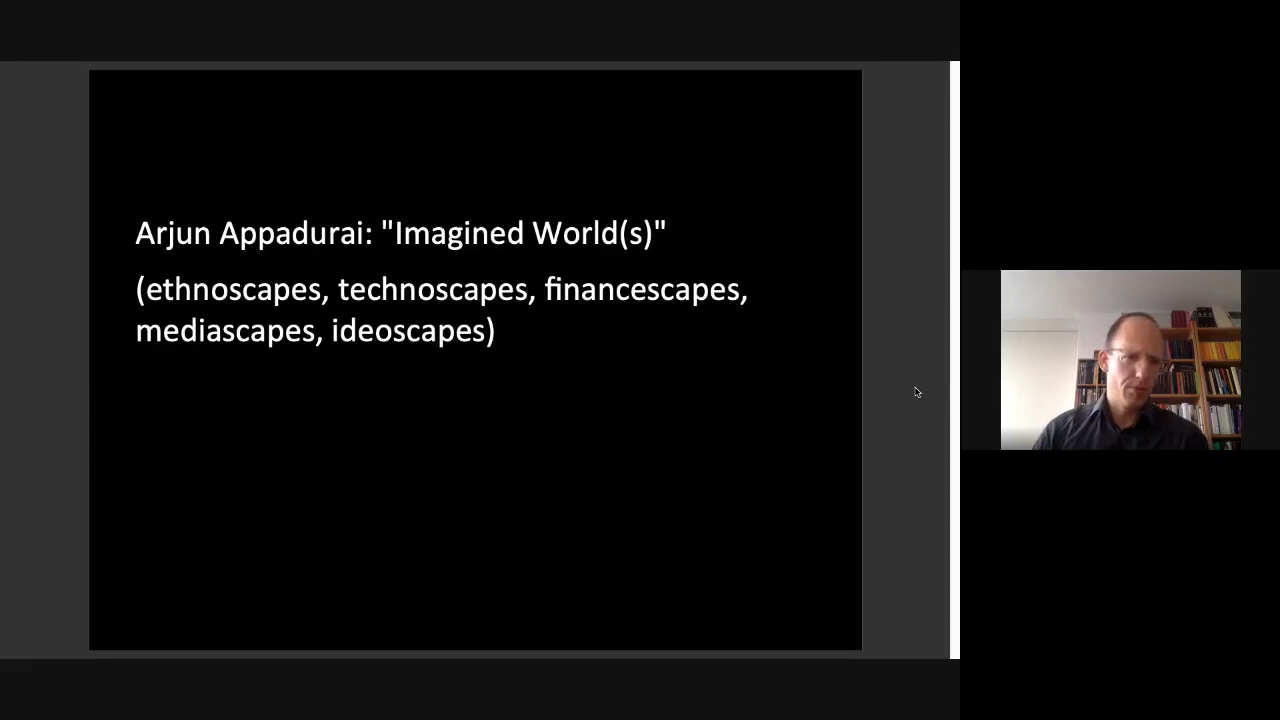 Arjun Appadurai: "Imagined World(s)"
(ethnoscapes, technoscapes, financescapes,
mediascapes, ideoscapes)